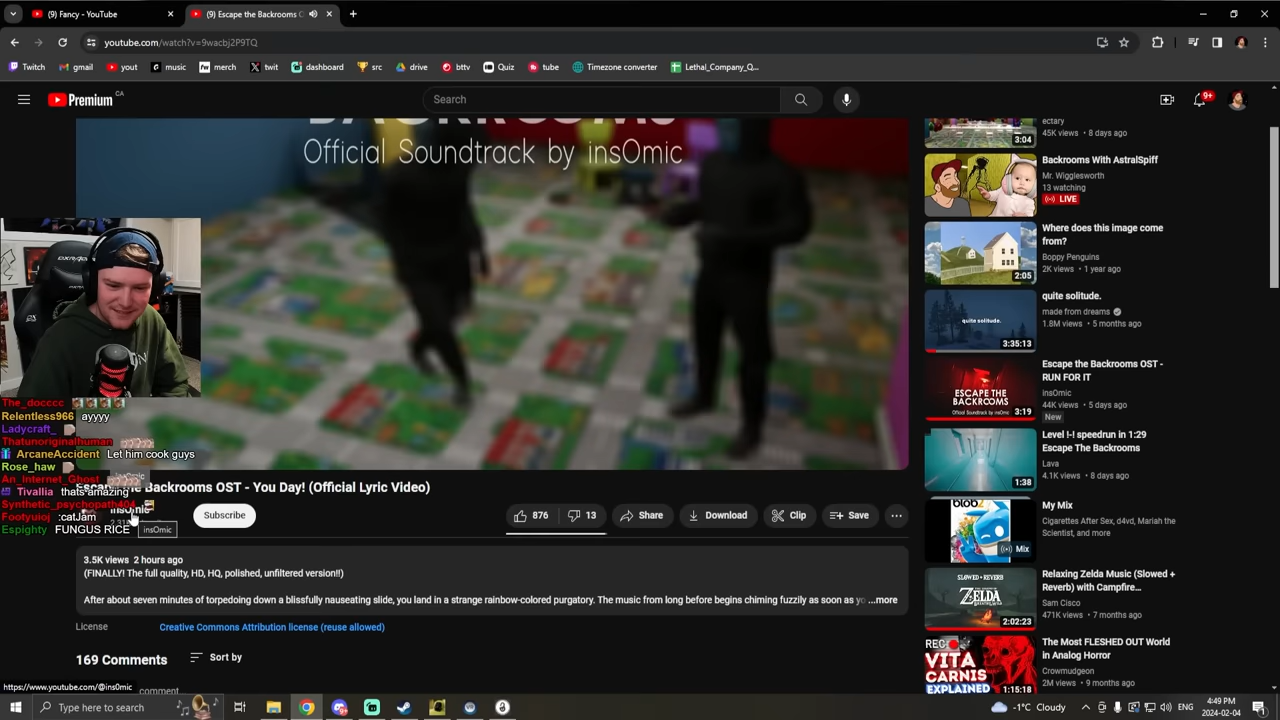 (9) Fancy - YouTube
(9) Escape the Backrooms O
youtube.com/watch?v=9wacbj2P9TQ
Twitch
gmail
yout
music
merch
twit
dashboard
src
drive
bttv
Quiz
tube
Timezone converter
Lethal_Company_Q...
Premium CA
Search
9+
Official Soundtrack by insOmic
ectary
45K views • 8 days ago
3:04
Backrooms With AstralSpiff
Mr. Wigglesworth
13 watching
LIVE
Where does this image come
from?
Boppy Penguins
2K views • 1 year ago
2:05
quite solitude.
quite solitude.
made from dreams
1.8M views • 5 months ago
3:35:13
Escape the Backrooms OST -
RUN FOR IT
insOmic
44K views • 5 days ago
New
ESCAPE THE
BACKROOMS
Official Soundtrack by insOmic
3:19
Level !-! speedrun in 1:29
Escape The Backrooms
Lava
4.1K views • 8 days ago
1:38
My Mix
Cigarettes After Sex, d4vd, Mariah the
Scientist, and more
Mix
Relaxing Zelda Music (Slowed +
Reverb) with Campfire...
Sam Cisco
471K views • 7 months ago
SLOWED + REVERB
ZELDA
2:02:23
The Most FLESHED OUT World
in Analog Horror
Crowmudgeon
2M views • 9 months ago
REC
VITA
CARNIS
EXPLAINED
1:15:18
The_docccc
Relentless966 ayyyy
Ladycraft_
Thatunoriginalhuman
ArcaneAccident Let him cook guys
Rose_haw
An_Internet_Ghost
Tivallia thats amazing
Synthetic_psychopath404
Footyuioj :catJam
Espighty FUNGUS RICE
Backrooms OST - You Day! (Official Lyric Video)
insOmic
insOmic
Subscribe
876
13
Share
Download
Clip
Save
3.5K views 2 hours ago
(FINALLY! The full quality, HD, HQ, polished, unfiltered version!!)
After about seven minutes of torpedoing down a blissfully nauseating slide, you land in a strange rainbow-colored purgatory. The music from long before begins chiming fuzzily as soon as yo ...more
License
Creative Commons Attribution license (reuse allowed)
169 Comments
Sort by
https://www.youtube.com/@ins0mic
comment
Type here to search
-1°C Cloudy
ENG
4:49 PM
2024-02-04